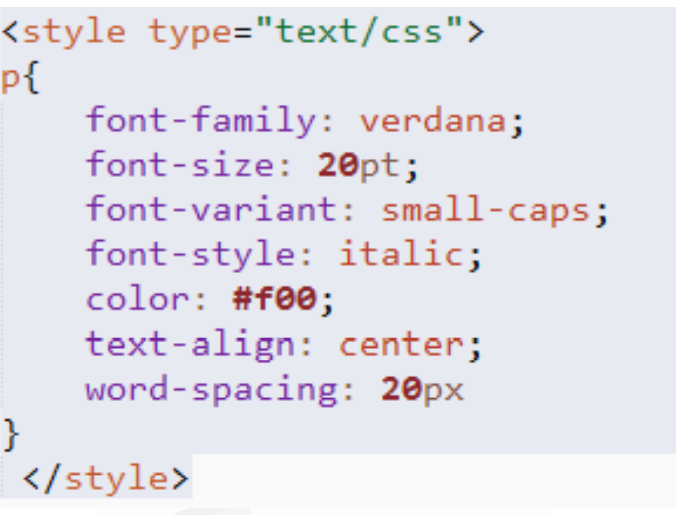 <style type="text/css">
p{
    font-family: verdana;
    font-size: 20pt;
    font-variant: small-caps;
    font-style: italic;
    color: #f00;
    text-align: center;
    word-spacing: 20px
}
 </style>